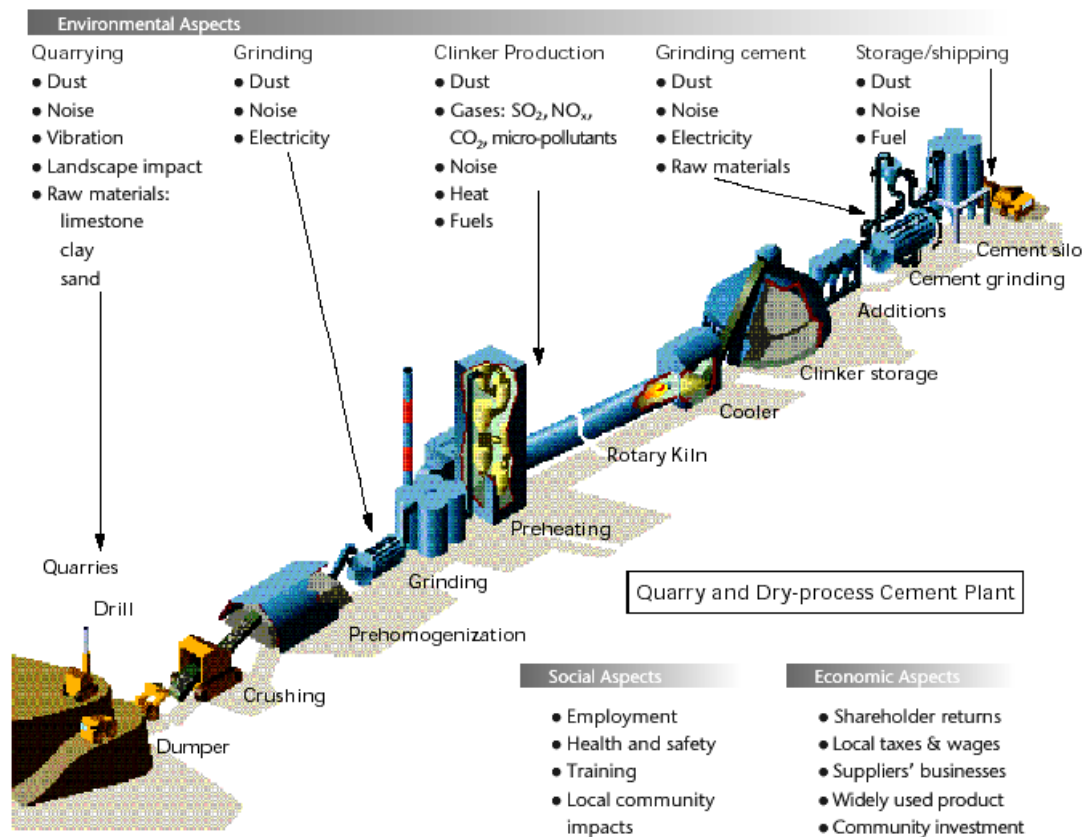 Environmental Aspects
Quarrying
● Dust
● Noise
● Vibration
● Landscape impact
● Raw materials:
limestone
clay
sand
Grinding
● Dust
● Noise
● Electricity
Clinker Production
● Dust
● Gases: SO₂, NOₓ,
CO₂, micro-pollutants
● Noise
● Heat
● Fuels
Grinding cement
● Dust
● Noise
● Electricity
● Raw materials
Storage/shipping
● Dust
● Noise
● Fuel
Cement silo
Cement grinding
Additions
Clinker storage
Cooler
Rotary Kiln
Preheating
Grinding
Prehomogenization
Crushing
Dumper
Drill
Quarries
Quarry and Dry-process Cement Plant
Social Aspects
● Employment
● Health and safety
● Training
● Local community
impacts
Economic Aspects
● Shareholder returns
● Local taxes & wages
● Suppliers' businesses
● Widely used product
● Community investment